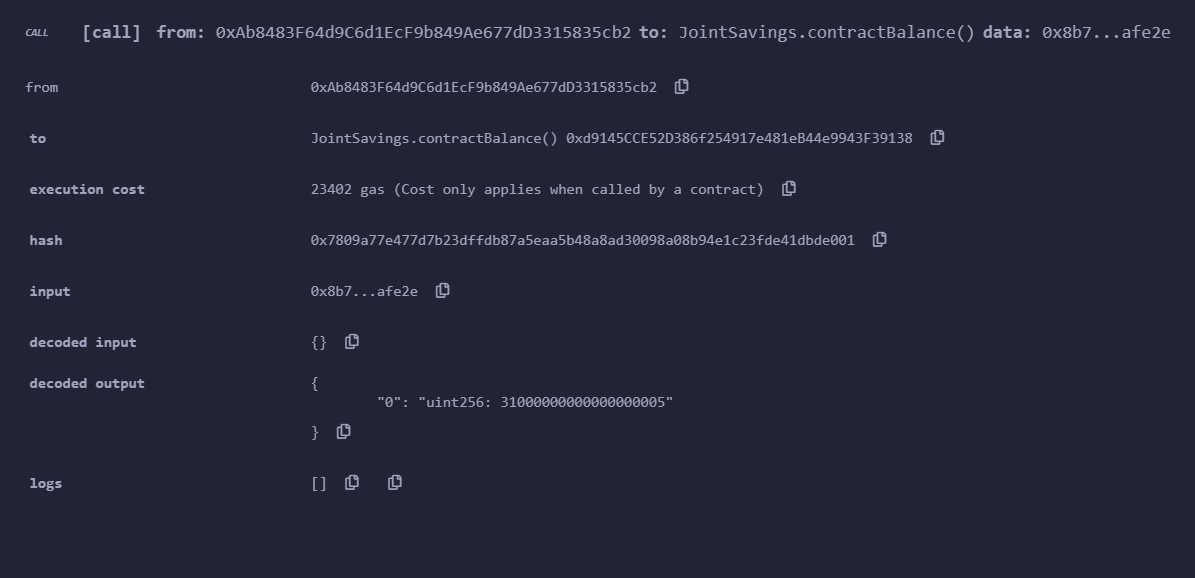 CALL [call] from: 0xAb8483F64d9C6d1EcF9b849Ae677dD3315835cb2 to: JointSavings.contractBalance() data: 0x8b7...afe2e
from 0xAb8483F64d9C6d1EcF9b849Ae677dD3315835cb2
to JointSavings.contractBalance() 0xd9145CCE52D386f254917e481eB44e9943F39138
execution cost 23402 gas (Cost only applies when called by a contract)
hash 0x7809a77e477d7b23dffdb87a5eaa5b48a8ad30098a08b94e1c23fde41dbde001
input 0x8b7...afe2e
decoded input {}
decoded output {
"0": "uint256: 31000000000000000005"
}
logs []